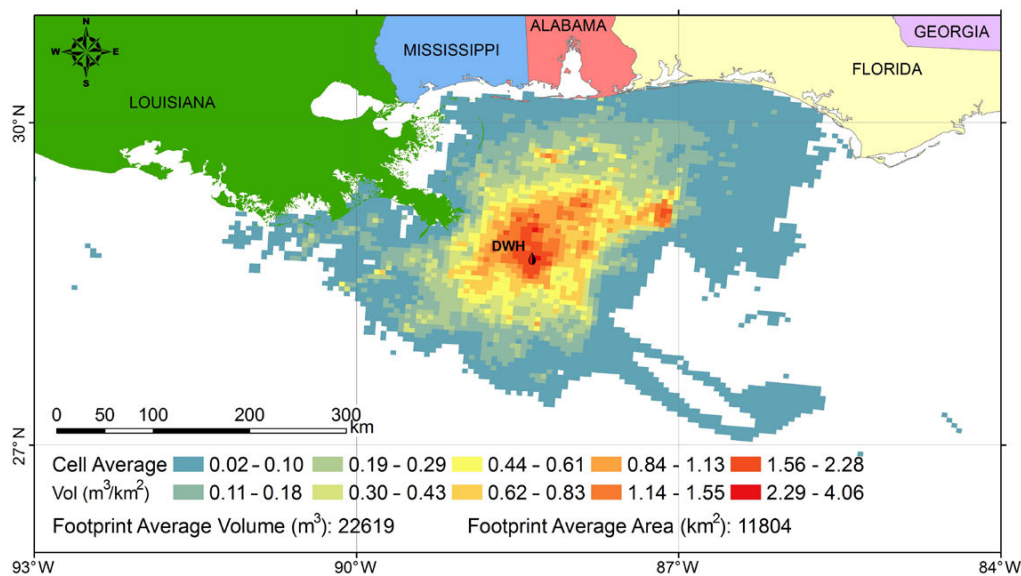 N
W E
S
LOUISIANA
MISSISSIPPI
ALABAMA
GEORGIA
FLORIDA
30°N
DWH
0 50 100 200 300
km
27°N
Cell Average 0.02 - 0.10 0.19 - 0.29 0.44 - 0.61 0.84 - 1.13 1.56 - 2.28
Vol (m³/km²) 0.11 - 0.18 0.30 - 0.43 0.62 - 0.83 1.14 - 1.55 2.29 - 4.06
Footprint Average Volume (m³): 22619 Footprint Average Area (km²): 11804
93°W 90°W 87°W 84°W